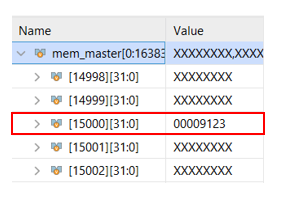 Name Value
mem_master[0:16383 XXXXXXXX,XXXX
[14998][31:0] XXXXXXXX
[14999][31:0] XXXXXXXX
[15000][31:0] 00009123
[15001][31:0] XXXXXXXX
[15002][31:0] XXXXXXXX